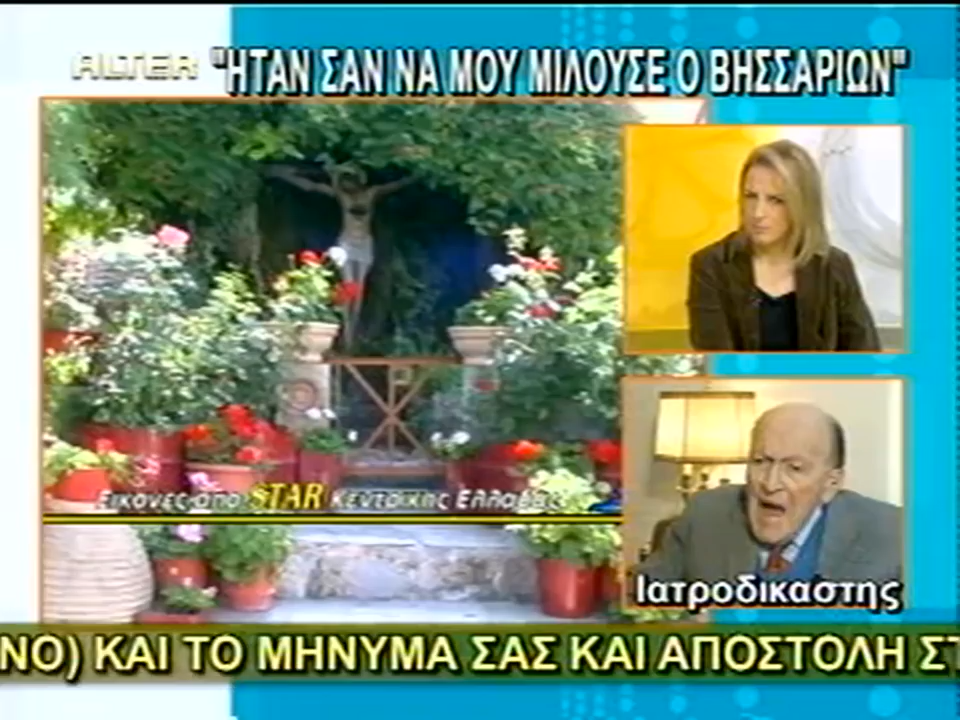 ALTER "ΗΤΑΝ ΣΑΝ ΝΑ ΜΟΥ ΜΙΛΟΥΣΕ Ο ΒΗΣΣΑΡΙΩΝ"
Εικόνες από STAR Κεντρικής Ελλάδας
Ιατροδικαστης
ΝΟ) ΚΑΙ ΤΟ ΜΗΝΥΜΑ ΣΑΣ ΚΑΙ ΑΠΟΣΤΟΛΗ ΣΤ